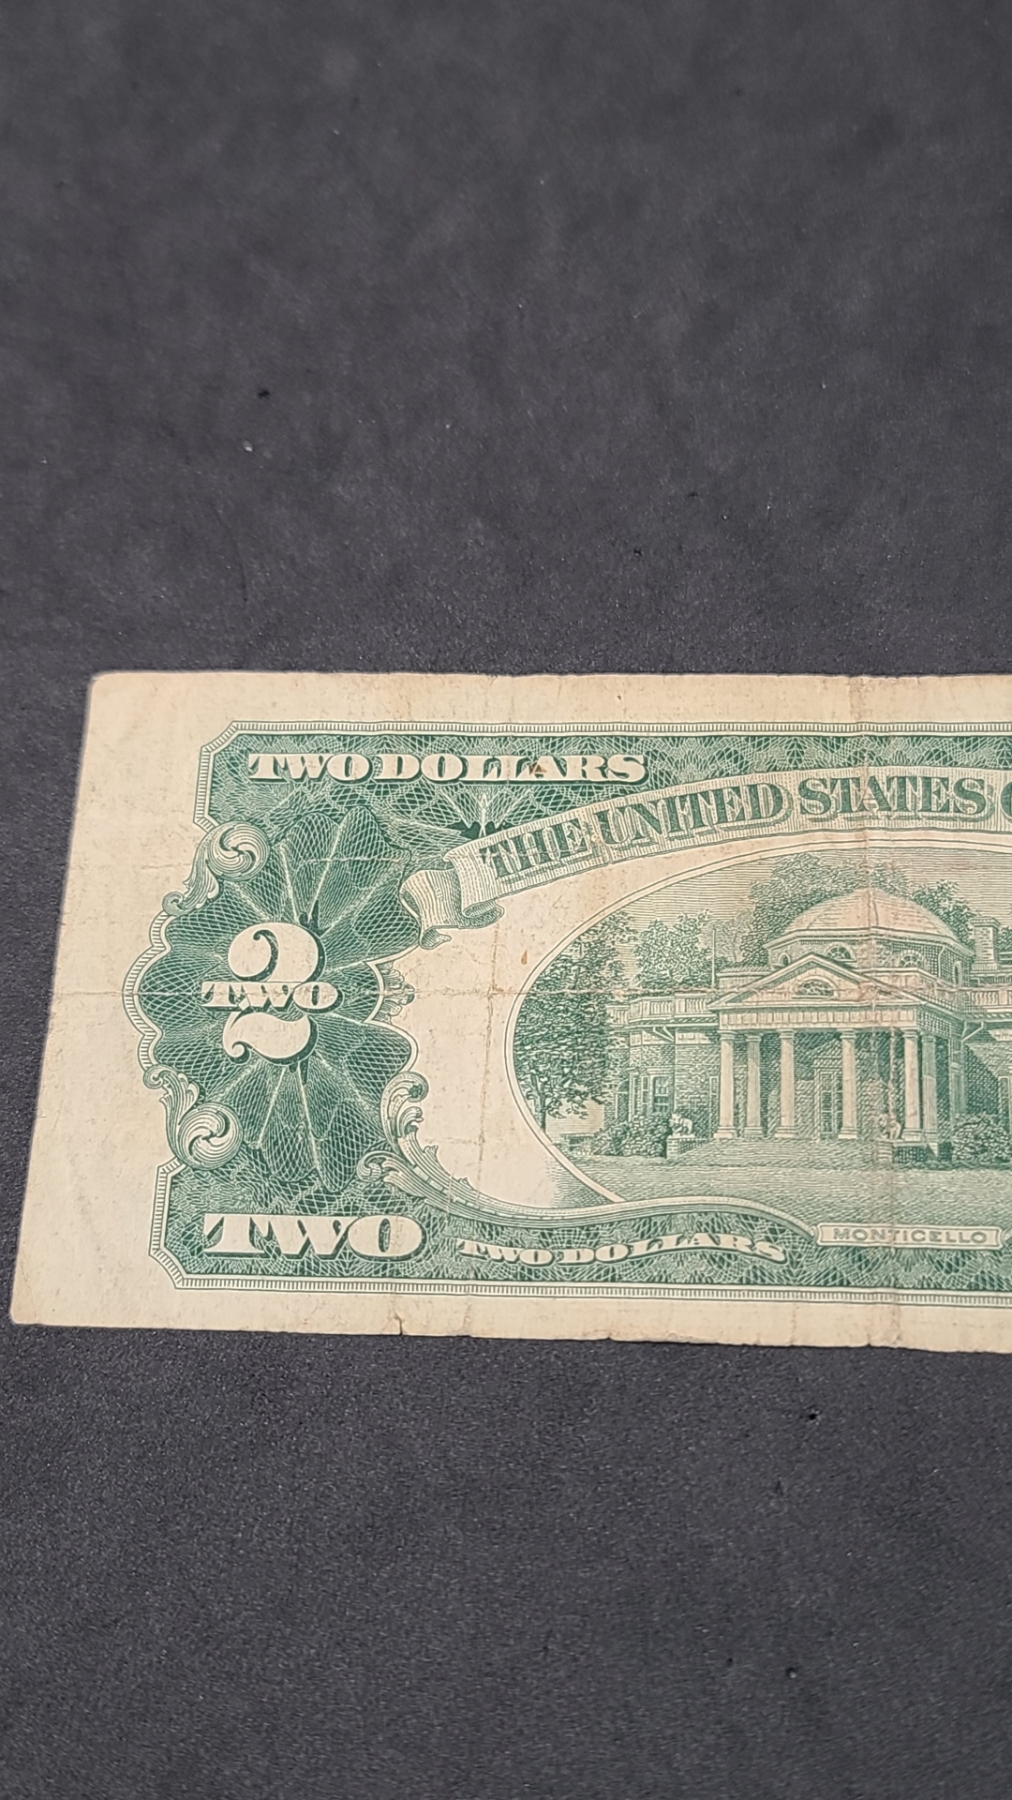 TWO DOLLARS
THE UNITED STATES
2
TWO
TWO
TWO DOLLARS
MONTICELLO